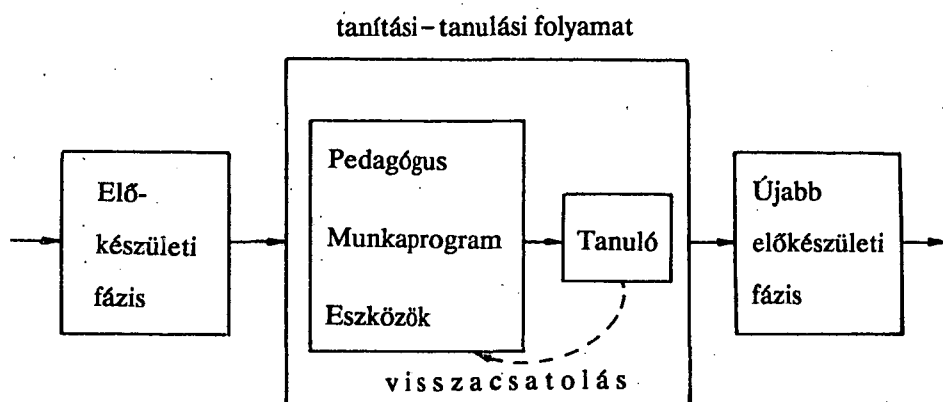 tanítási–tanulási folyamat
Elő-
készületi
fázis
Pedagógus
Munkaprogram
Eszközök
Tanuló
visszacsatolás
Újabb
előkészületi
fázis